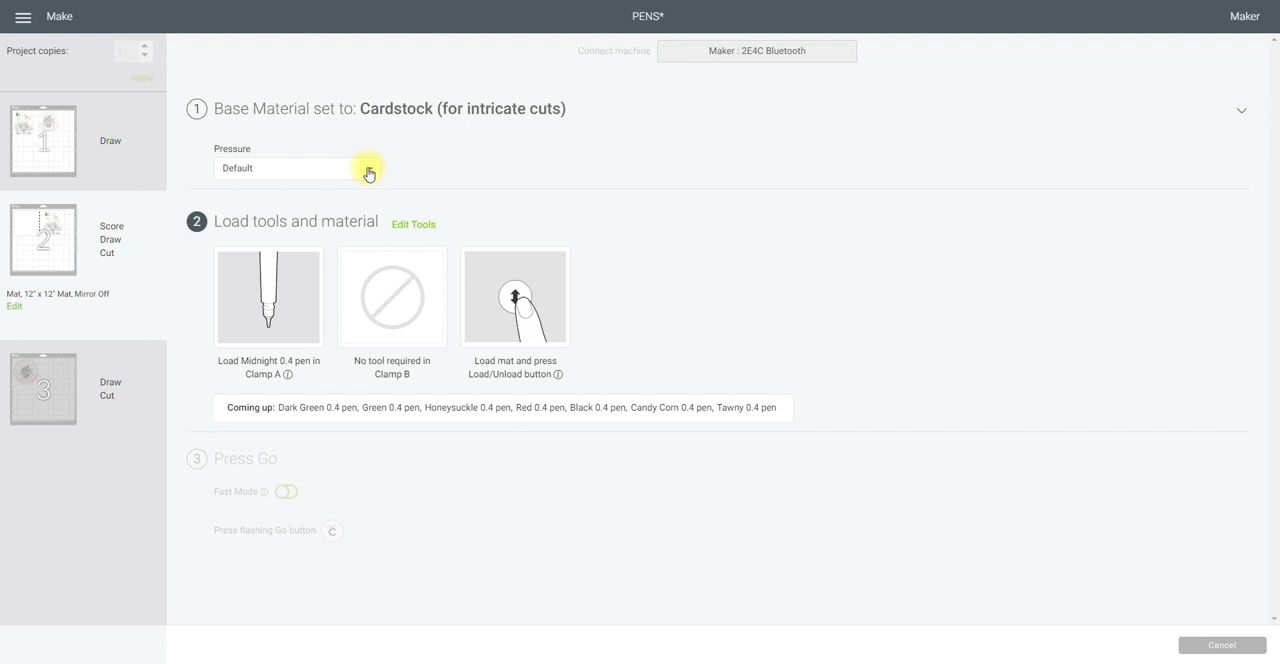 Make
PENS*
Maker
Project copies:
1
Apply
Connect machine
Maker : 2E4C Bluetooth
1
Draw
2
Score
Draw
Cut
Mat, 12" x 12" Mat, Mirror Off
Edit
3
Draw
Cut
1 Base Material set to: Cardstock (for intricate cuts)
Pressure
Default
2 Load tools and material
Edit Tools
Load Midnight 0.4 pen in
Clamp A
No tool required in
Clamp B
Load mat and press
Load/Unload button
Coming up: Dark Green 0.4 pen, Green 0.4 pen, Honeysuckle 0.4 pen, Red 0.4 pen, Black 0.4 pen, Candy Corn 0.4 pen, Tawny 0.4 pen
3 Press Go
Fast Mode
Press flashing Go button.
Cancel